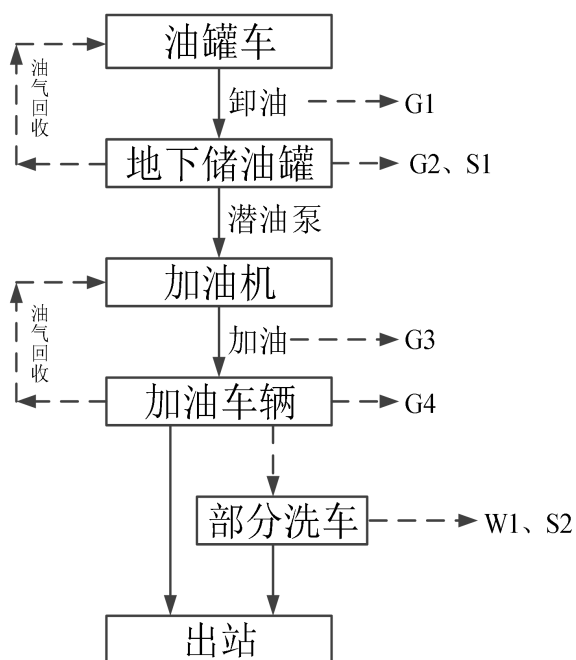 油罐车
油气回收
卸油
G1
地下储油罐
G2、S1
潜油泵
加油机
油气回收
加油
G3
加油车辆
G4
部分洗车
W1、S2
出站